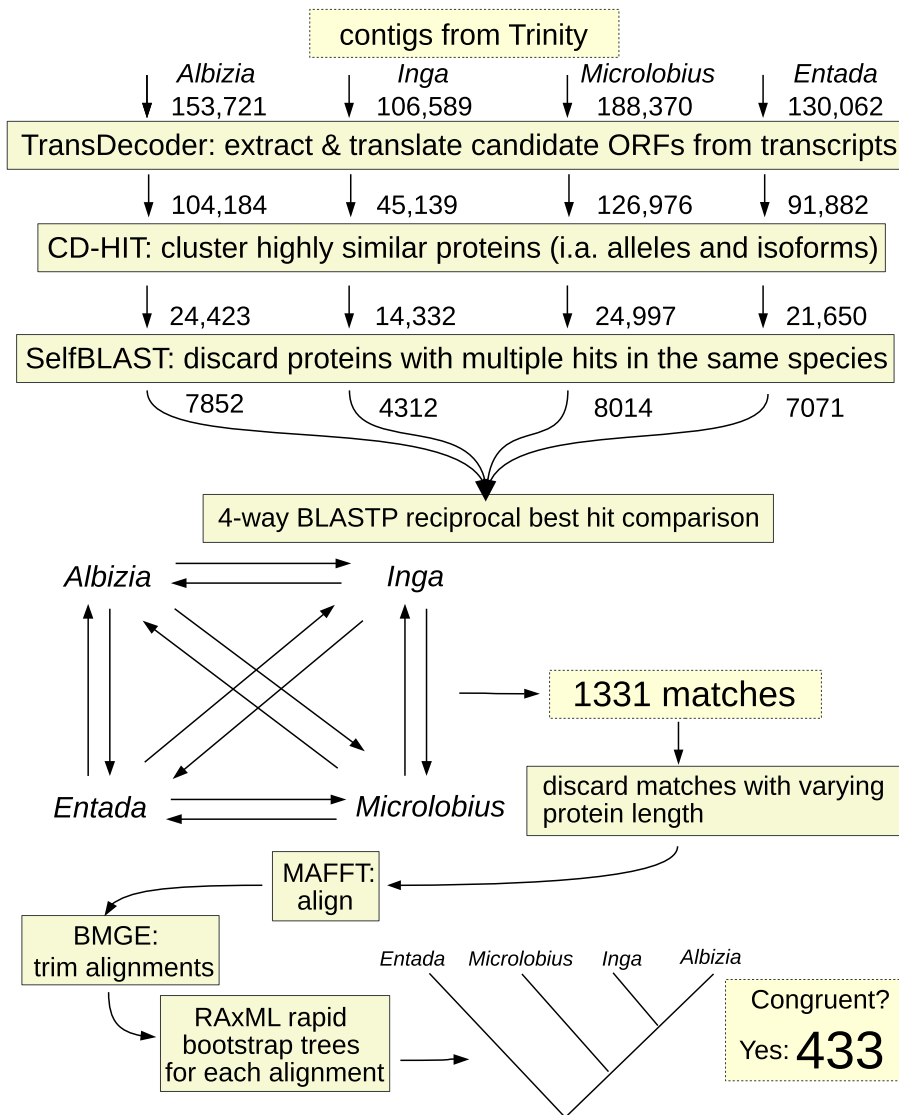 contigs from Trinity
Albizia Inga Microlobius Entada
153,721 106,589 188,370 130,062
TransDecoder: extract & translate candidate ORFs from transcripts
104,184 45,139 126,976 91,882
CD-HIT: cluster highly similar proteins (i.a. alleles and isoforms)
24,423 14,332 24,997 21,650
SelfBLAST: discard proteins with multiple hits in the same species
7852 4312 8014 7071
4-way BLASTP reciprocal best hit comparison
Albizia Inga
1331 matches
Entada Microlobius
discard matches with varying
protein length
MAFFT:
align
BMGE:
trim alignments
RAxML rapid
bootstrap trees
for each alignment
Entada Microlobius Inga Albizia
Congruent?
Yes: 433